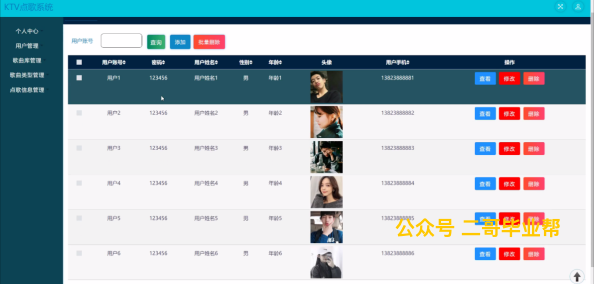 KTV点歌系统
个人中心
用户管理
歌曲库管理
歌曲类型管理
点歌信息管理
用户账号 查询 添加 批量删除
用户账号 密码 用户姓名 性别 年龄 头像 用户手机 操作
用户1 123456 用户姓名1 男 年龄1 13823888881 查看 修改 删除
用户2 123456 用户姓名2 男 年龄2 13823888882 查看 修改 删除
用户3 123456 用户姓名3 男 年龄3 13823888883 查看 修改 删除
用户4 123456 用户姓名4 男 年龄4 13823888884 查看 修改 删除
用户5 123456 用户姓名5 男 年龄5 13823888885 查看 修改 删除
公众号 二哥毕业帮
用户6 123456 用户姓名6 男 年龄6 13823888886 查看 修改 删除